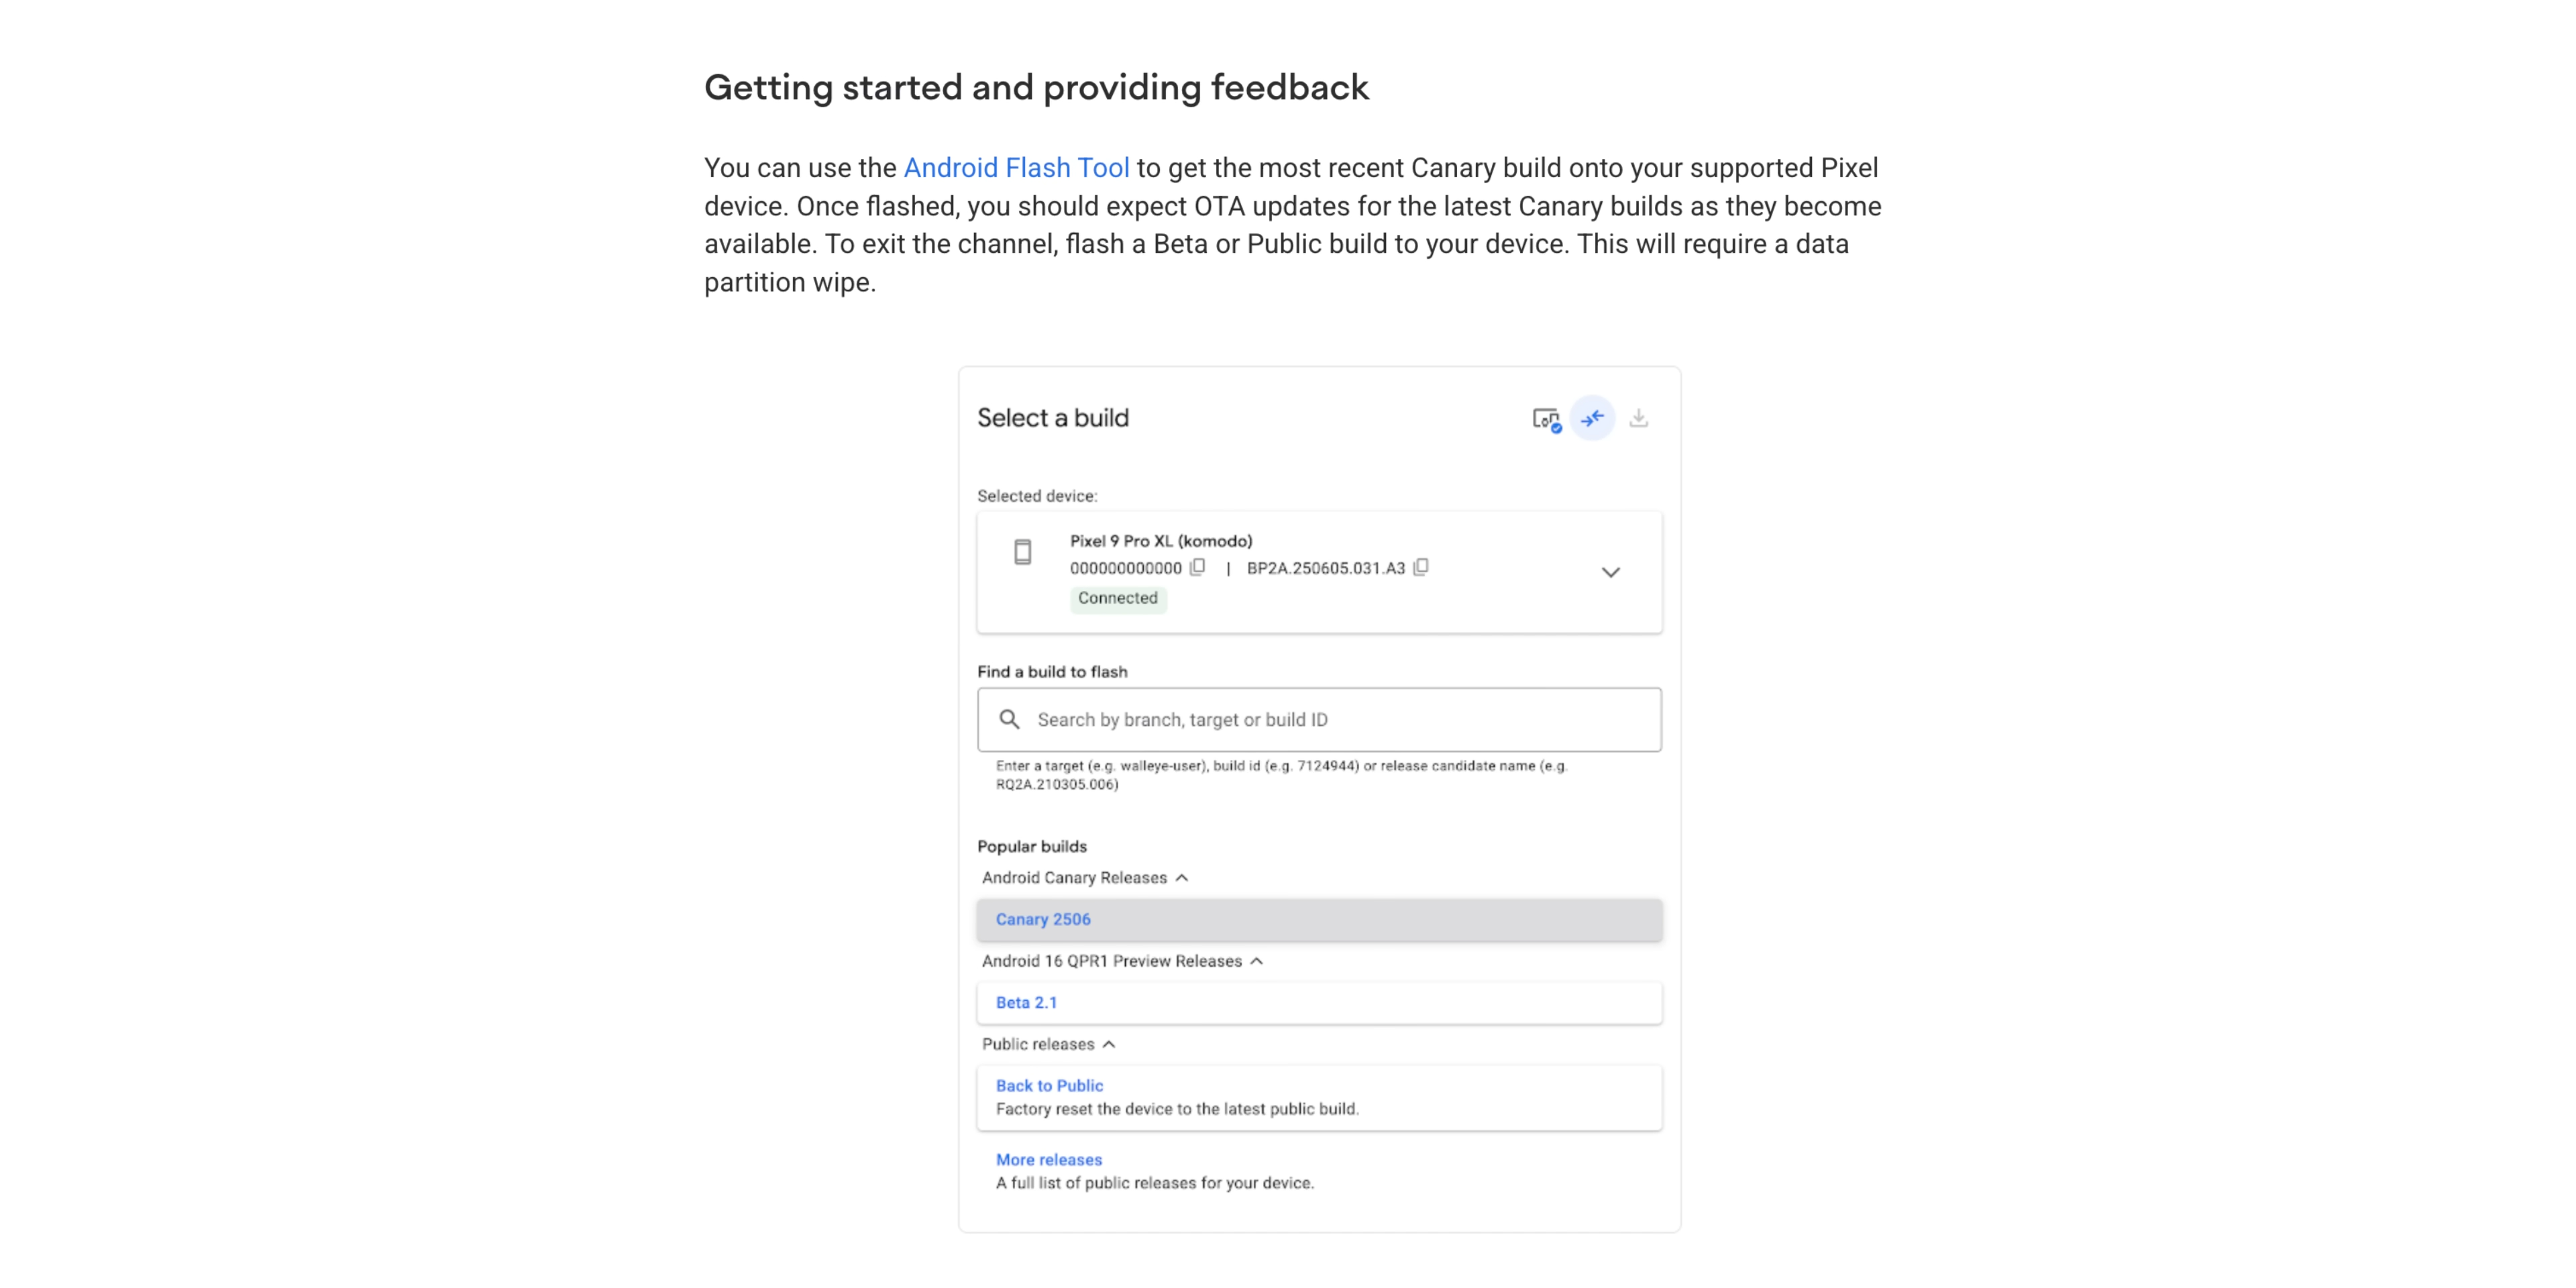 Getting started and providing feedback
You can use the Android Flash Tool to get the most recent Canary build onto your supported Pixel
device. Once flashed, you should expect OTA updates for the latest Canary builds as they become
available. To exit the channel, flash a Beta or Public build to your device. This will require a data
partition wipe.
Select a build
Selected device:
Pixel 9 Pro XL (komodo)
000000000000 | BP2A.250605.031.A3
Connected
Find a build to flash
Search by branch, target or build ID
Enter a target (e.g. walleye-user), build id (e.g. 7124944) or release candidate name (e.g.
RQ2A.210305.006)
Popular builds
Android Canary Releases
Canary 2506
Android 16 QPR1 Preview Releases
Beta 2.1
Public releases
Back to Public
Factory reset the device to the latest public build.
More releases
A full list of public releases for your device.